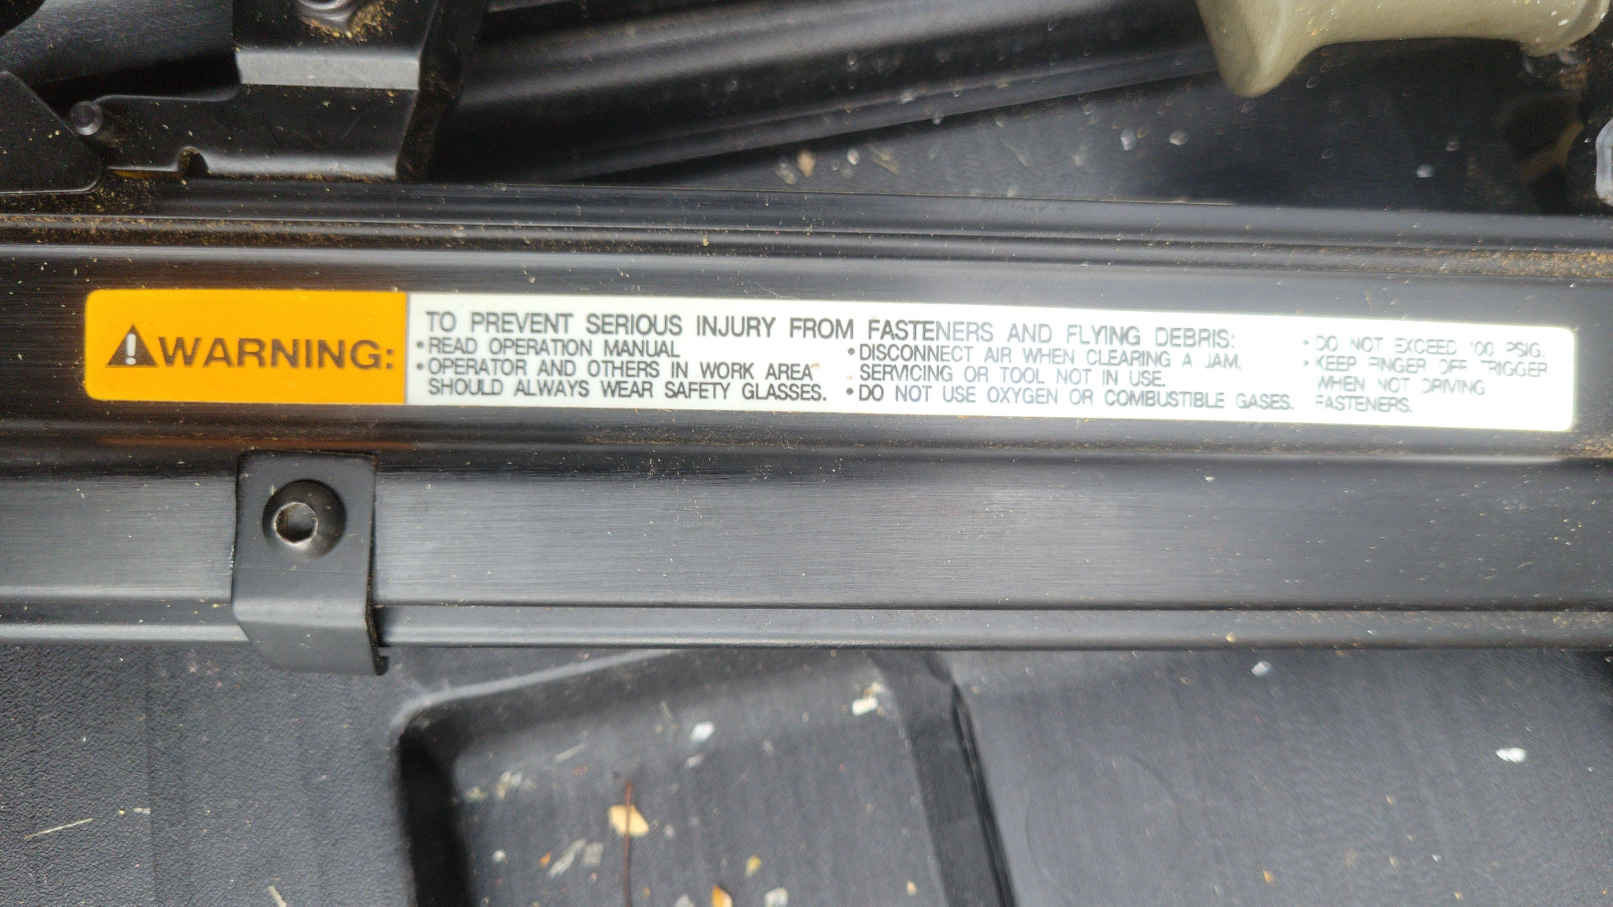 WARNING:
TO PREVENT SERIOUS INJURY FROM FASTENERS AND FLYING DEBRIS:
• READ OPERATION MANUAL
• OPERATOR AND OTHERS IN WORK AREA
SHOULD ALWAYS WEAR SAFETY GLASSES.
• DISCONNECT AIR WHEN CLEARING A JAM,
SERVICING OR TOOL NOT IN USE.
• DO NOT USE OXYGEN OR COMBUSTIBLE GASES.
• DO NOT EXCEED 100 PSIG.
• KEEP FINGER OFF TRIGGER
WHEN NOT DRIVING
FASTENERS.